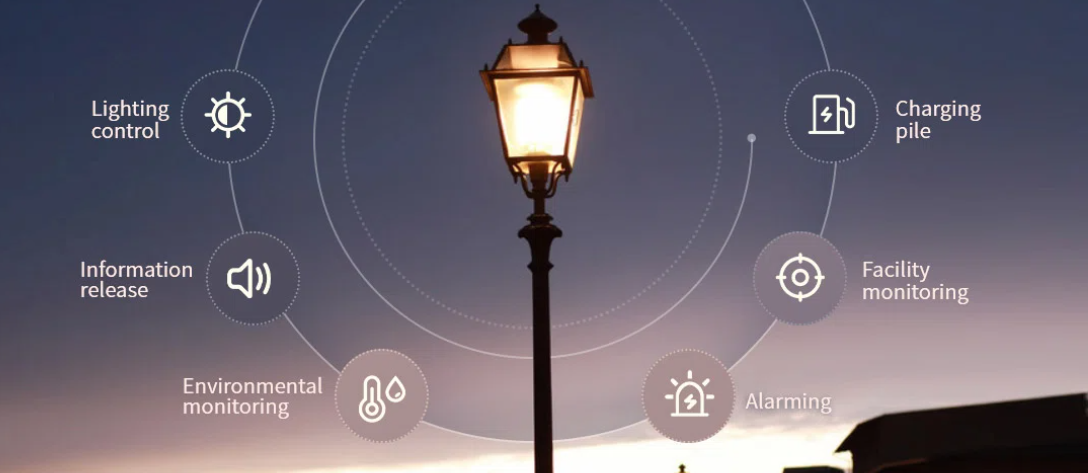 Lighting
control
Charging
pile
Information
release
Facility
monitoring
Environmental
monitoring
Alarming